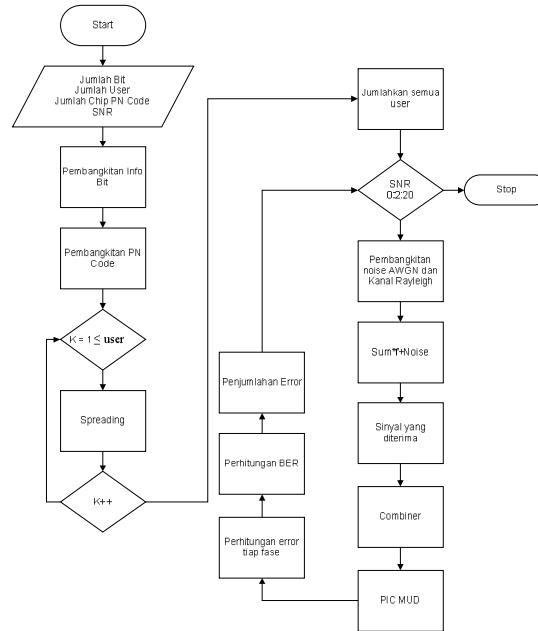 Start
Jumlah Bit
Jumlah User
Jumlah Chip PN Code
SNR
Pembangkitan Info
Bit
Pembangkitan PN
Code
K = 1 ≤ user
Spreading
K++
Jumlahkan semua
user
SNR
0:2:20
Stop
Pembangkitan
noise AWGN dan
Kanal Rayleigh
Sinyal yang
diterima
Combiner
PIC MUD
Perhitungan error
tiap fase
Perhitungan BER
Penjumlahan Error